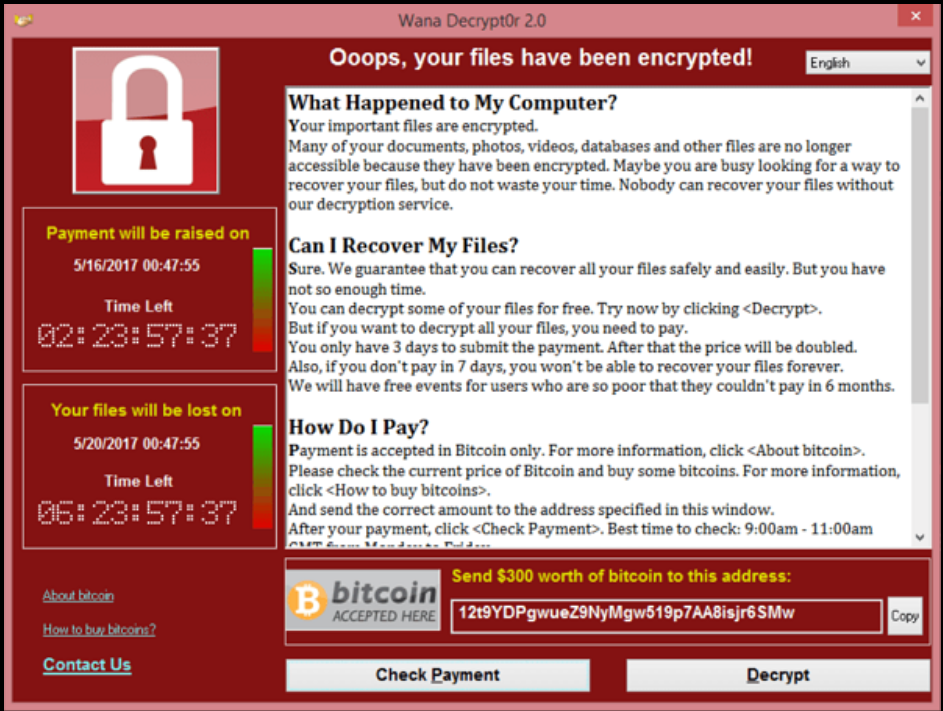 Wana Decrypt0r 2.0
Ooops, your files have been encrypted!
English
What Happened to My Computer?
Your important files are encrypted.
Many of your documents, photos, videos, databases and other files are no longer
accessible because they have been encrypted. Maybe you are busy looking for a way to
recover your files, but do not waste your time. Nobody can recover your files without
our decryption service.
Can I Recover My Files?
Sure. We guarantee that you can recover all your files safely and easily. But you have
not so enough time.
You can decrypt some of your files for free. Try now by clicking <Decrypt>.
But if you want to decrypt all your files, you need to pay.
You only have 3 days to submit the payment. After that the price will be doubled.
Also, if you don't pay in 7 days, you won't be able to recover your files forever.
We will have free events for users who are so poor that they couldn't pay in 6 months.
How Do I Pay?
Payment is accepted in Bitcoin only. For more information, click <About bitcoin>.
Please check the current price of Bitcoin and buy some bitcoins. For more information,
click <How to buy bitcoins>.
And send the correct amount to the address specified in this window.
After your payment, click <Check Payment>. Best time to check: 9:00am - 11:00am
GMT from Monday to Friday
Payment will be raised on
5/16/2017 00:47:55
Time Left
02:23:57:37
Your files will be lost on
5/20/2017 00:47:55
Time Left
06:23:57:37
About bitcoin
How to buy bitcoins?
Contact Us
bitcoin
ACCEPTED HERE
Send $300 worth of bitcoin to this address:
12t9YDPgwueZ9NyMgw519p7AA8isjr6SMw
Copy
Check Payment
Decrypt